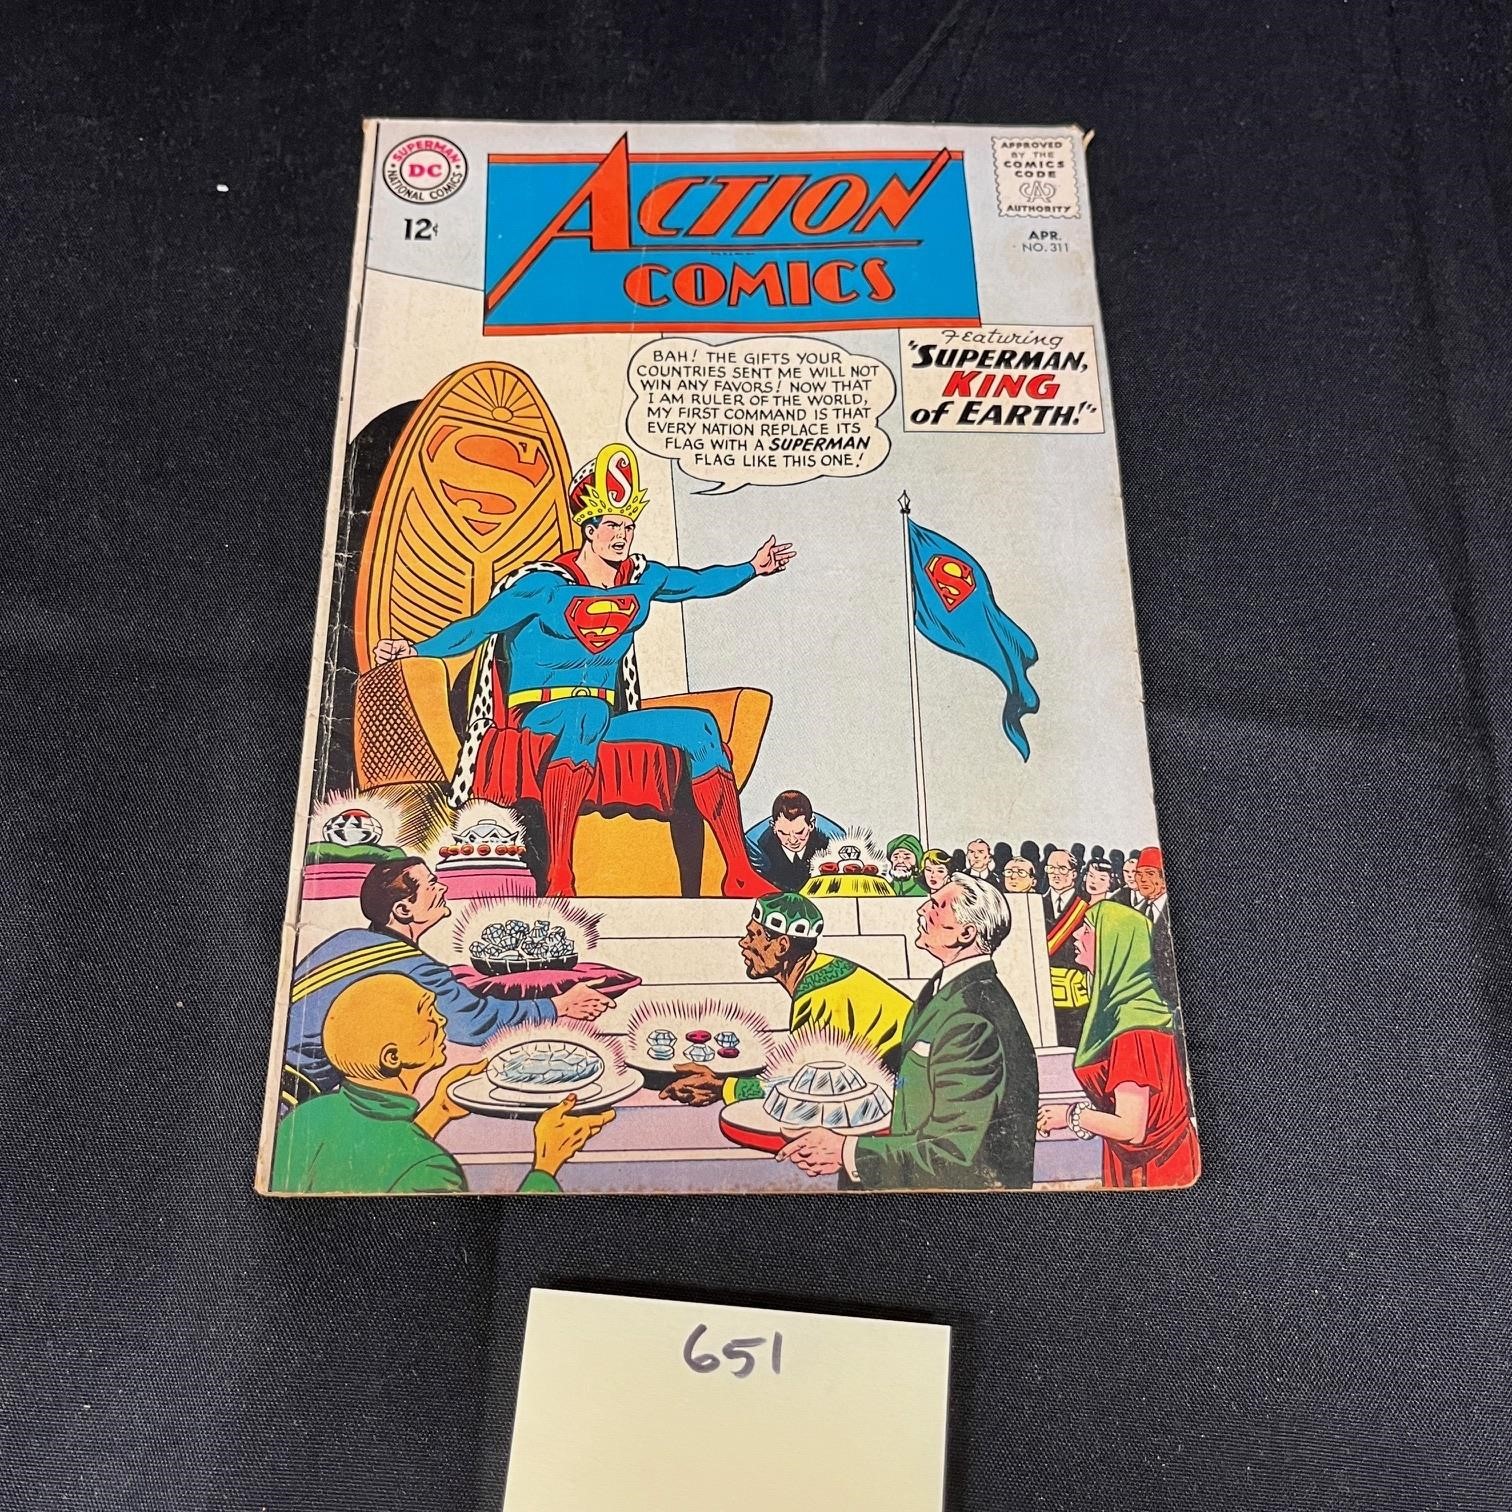 SUPERMAN
DC
NATIONAL COMICS
12¢
ACTION
COMICS
APPROVED
BY THE
COMICS
CODE
CA
AUTHORITY
APR.
NO. 311
Featuring
"SUPERMAN,
KING
of EARTH!"
BAH! THE GIFTS YOUR
COUNTRIES SENT ME WILL NOT
WIN ANY FAVORS! NOW THAT
I AM RULER OF THE WORLD,
MY FIRST COMMAND IS THAT
EVERY NATION REPLACE ITS
FLAG WITH A SUPERMAN
FLAG LIKE THIS ONE!
S
S
S
S
651